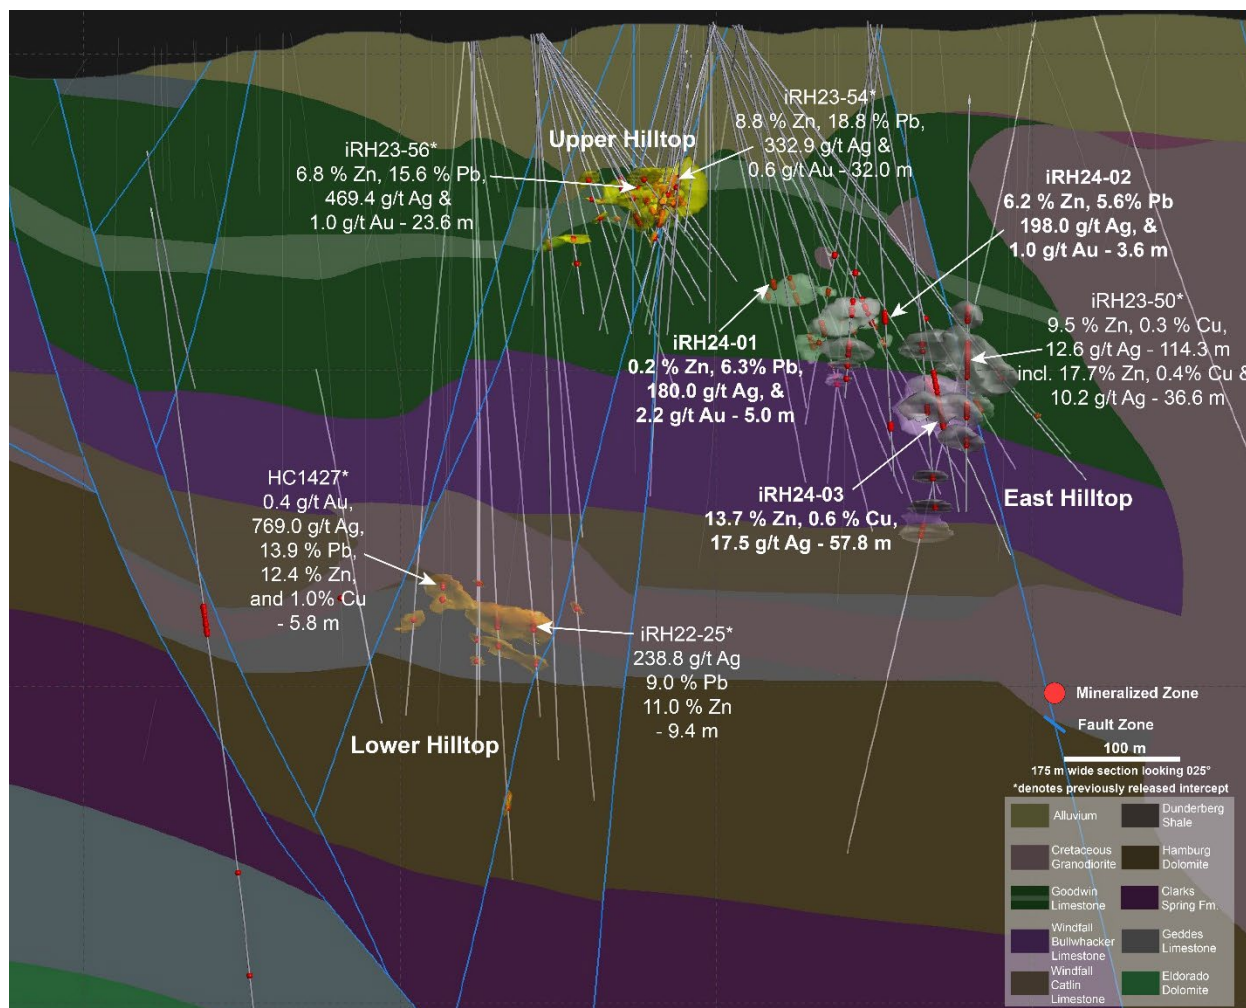 iRH23-54*
8.8 % Zn, 18.8 % Pb,
332.9 g/t Ag &
0.6 g/t Au - 32.0 m
Upper Hilltop
iRH23-56*
6.8 % Zn, 15.6 % Pb,
469.4 g/t Ag &
1.0 g/t Au - 23.6 m
iRH24-02
6.2 % Zn, 5.6% Pb
198.0 g/t Ag, &
1.0 g/t Au - 3.6 m
iRH23-50*
9.5 % Zn, 0.3 % Cu,
12.6 g/t Ag - 114.3 m
incl. 17.7% Zn, 0.4% Cu &
10.2 g/t Ag - 36.6 m
iRH24-01
0.2 % Zn, 6.3% Pb,
180.0 g/t Ag, &
2.2 g/t Au - 5.0 m
HC1427*
0.4 g/t Au,
769.0 g/t Ag,
13.9 % Pb,
12.4 % Zn,
and 1.0% Cu
- 5.8 m
iRH24-03
13.7 % Zn, 0.6 % Cu,
17.5 g/t Ag - 57.8 m
East Hilltop
iRH22-25*
238.8 g/t Ag
9.0 % Pb
11.0 % Zn
- 9.4 m
Lower Hilltop
Mineralized Zone
Fault Zone
100 m
175 m wide section looking 025°
*denotes previously released intercept
Alluvium
Cretaceous
Granodiorite
Goodwin
Limestone
Windfall
Bullwhacker
Limestone
Windfall
Catlin
Limestone
Dunderberg
Shale
Hamburg
Dolomite
Clarks
Spring Fm.
Geddes
Limestone
Eldorado
Dolomite